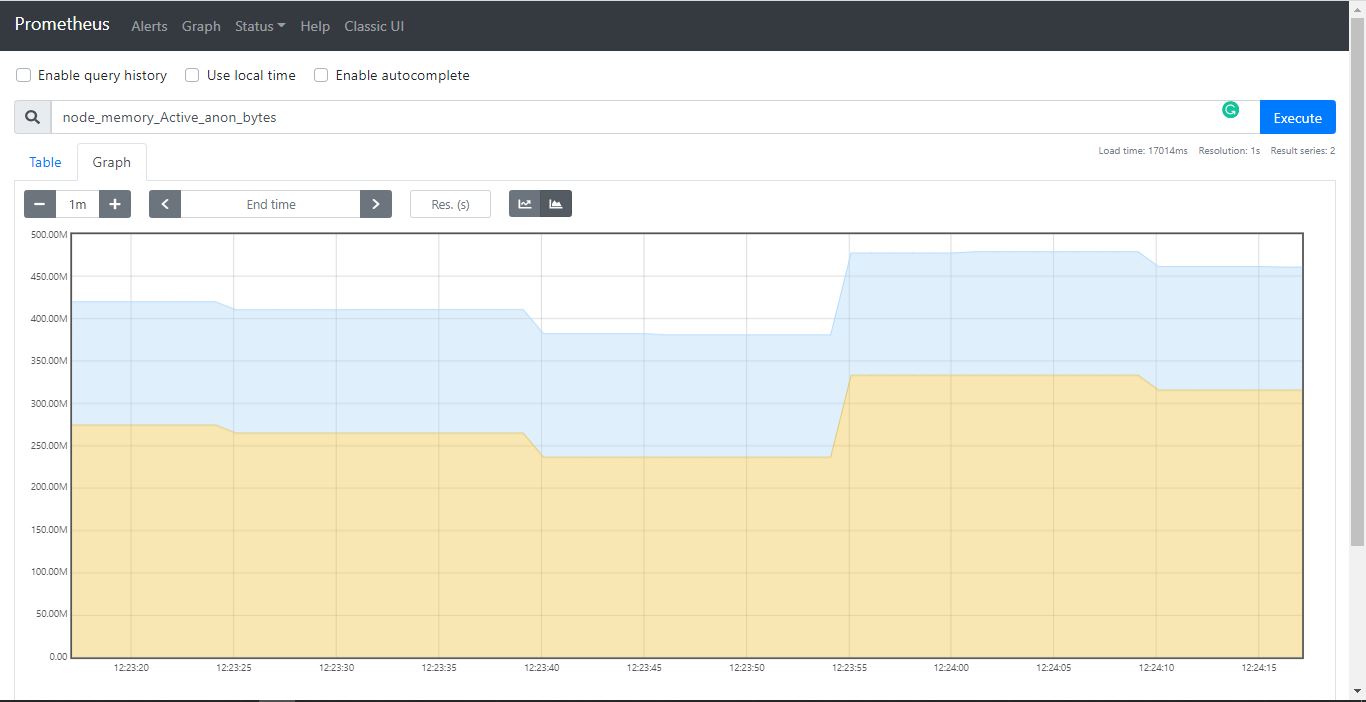 Prometheus Alerts Graph Status Help Classic UI
Enable query history Use local time Enable autocomplete
node_memory_Active_anon_bytes Execute
Load time: 17014ms Resolution: 1s Result series: 2
Table Graph
1m End time Res. (s)
500.00M
450.00M
400.00M
350.00M
300.00M
250.00M
200.00M
150.00M
100.00M
50.00M
0.00
12:23:20 12:23:25 12:23:30 12:23:35 12:23:40 12:23:45 12:23:50 12:23:55 12:24:00 12:24:05 12:24:10 12:24:15